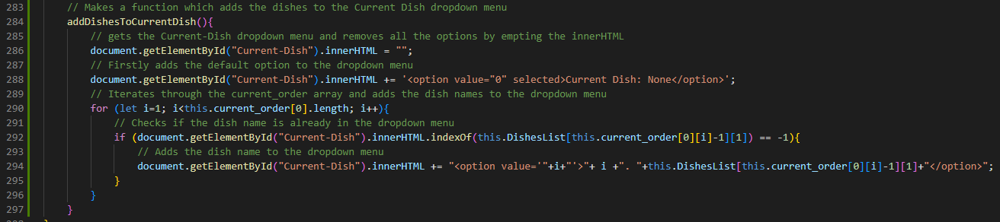 283 // Makes a function which adds the dishes to the Current Dish dropdown menu
284 addDishesToCurrentDish(){
285 // gets the Current-Dish dropdown menu and removes all the options by empting the innerHTML
286 document.getElementById("Current-Dish").innerHTML = "";
287 // Firstly adds the default option to the dropdown menu
288 document.getElementById("Current-Dish").innerHTML += '<option value="0" selected>Current Dish: None</option>';
289 // Iterates through the current_order array and adds the dish names to the dropdown menu
290 for (let i=1; i<this.current_order[0].length; i++){
291 // Checks if the dish name is already in the dropdown menu
292 if (document.getElementById("Current-Dish").innerHTML.indexOf(this.DishesList[this.current_order[0][i]-1][1]) == -1){
293 // Adds the dish name to the dropdown menu
294 document.getElementById("Current-Dish").innerHTML += "<option value='"+i+"'>"+ i +". "+this.DishesList[this.current_order[0][i]-1][1]+"</option>";
295 }
296 }
297 }